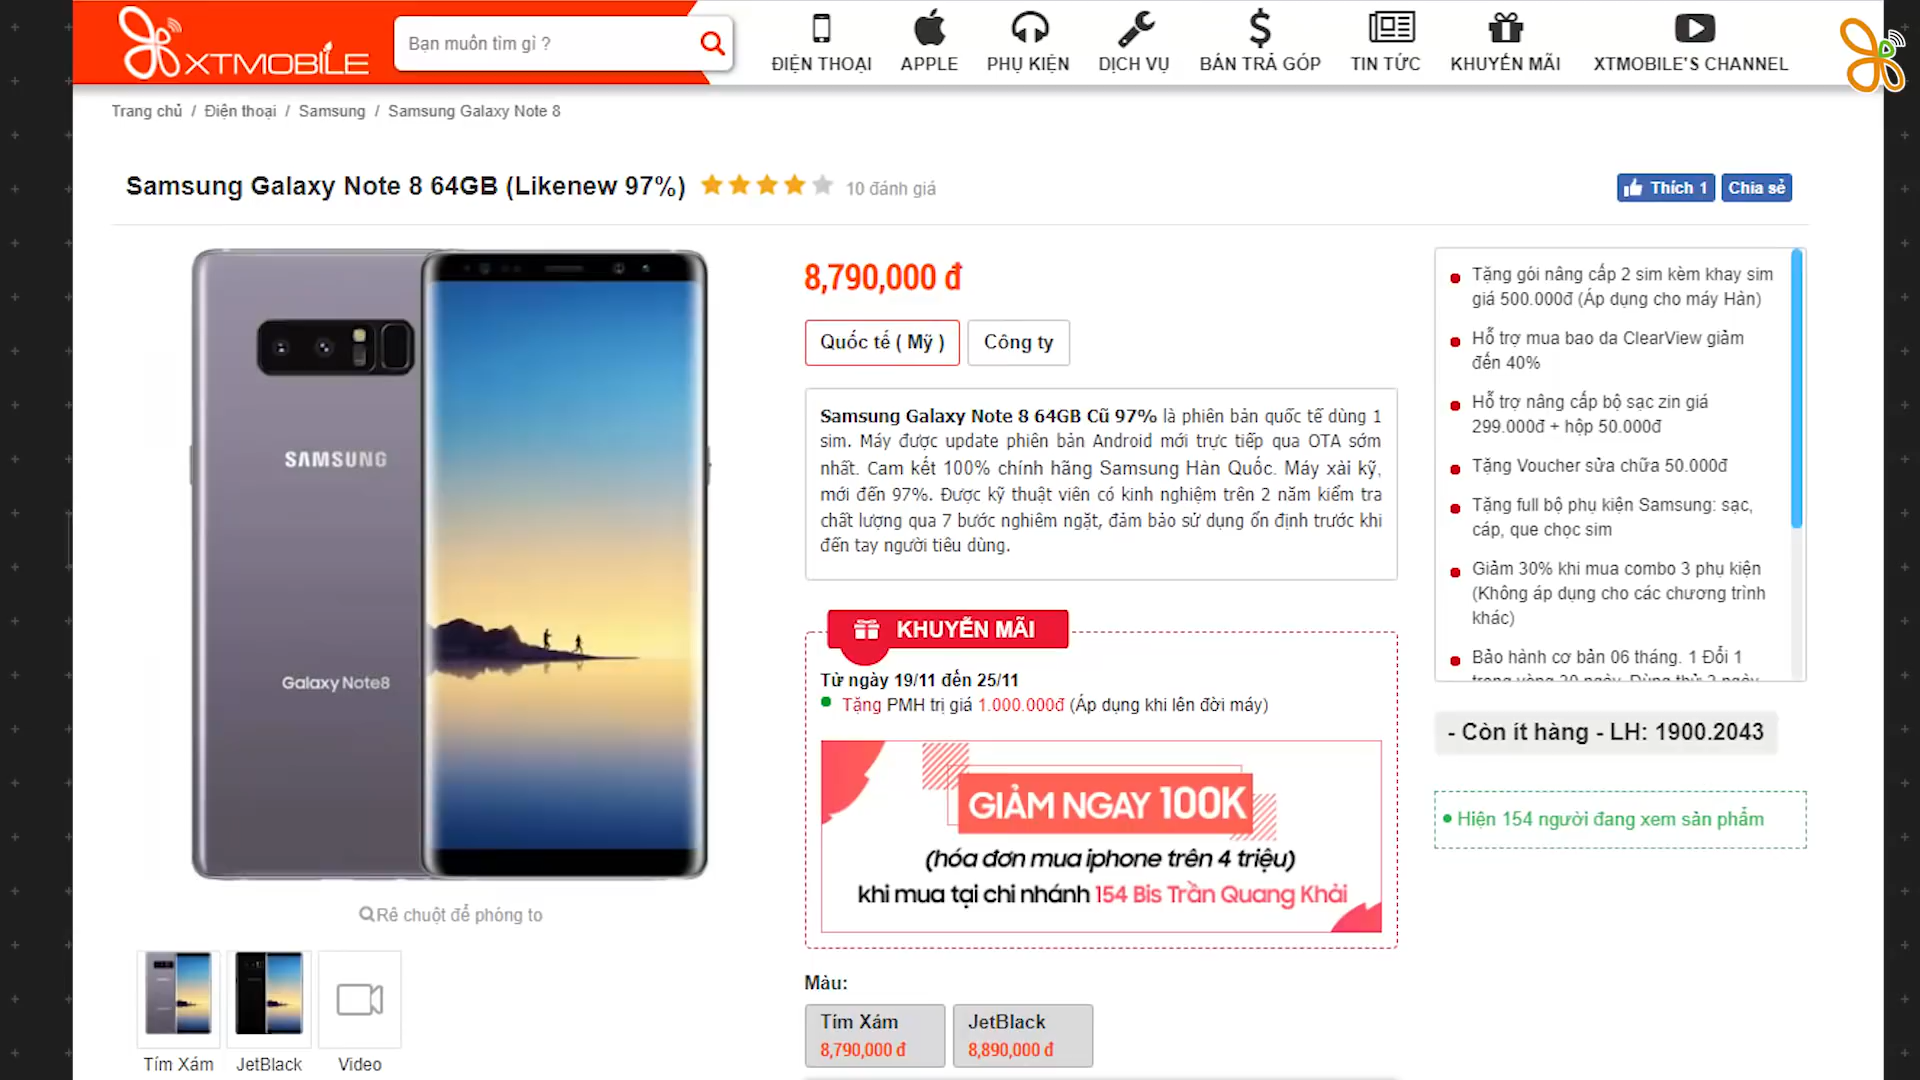 XTMOBILE
Bạn muốn tìm gì ?
ĐIỆN THOẠI
APPLE
PHỤ KIỆN
DỊCH VỤ
BÁN TRẢ GÓP
TIN TỨC
KHUYẾN MÃI
XTMOBILE'S CHANNEL
Trang chủ / Điện thoại / Samsung / Samsung Galaxy Note 8
Samsung Galaxy Note 8 64GB (Likenew 97%)
10 đánh giá
Thích 1
Chia sẻ
SAMSUNG
Galaxy Note8
Rê chuột để phóng to
Tím Xám
JetBlack
Video
8,790,000 đ
Quốc tế ( Mỹ )
Công ty
Samsung Galaxy Note 8 64GB Cũ 97% là phiên bản quốc tế dùng 1
sim. Máy được update phiên bản Android mới trực tiếp qua OTA sớm
nhất. Cam kết 100% chính hãng Samsung Hàn Quốc. Máy xài kỹ,
mới đến 97%. Được kỹ thuật viên có kinh nghiệm trên 2 năm kiểm tra
chất lượng qua 7 bước nghiêm ngặt, đảm bảo sử dụng ổn định trước khi
đến tay người tiêu dùng.
KHUYẾN MÃI
Từ ngày 19/11 đến 25/11
Tặng PMH trị giá 1.000.000đ (Áp dụng khi lên đời máy)
GIẢM NGAY 100K
(hóa đơn mua iphone trên 4 triệu)
khi mua tại chi nhánh 154 Bis Trần Quang Khải
Màu:
Tím Xám
8,790,000 đ
JetBlack
8,890,000 đ
Tặng gói nâng cấp 2 sim kèm khay sim
giá 500.000đ (Áp dụng cho máy Hàn)
Hỗ trợ mua bao da ClearView giảm
đến 40%
Hỗ trợ nâng cấp bộ sạc zin giá
299.000đ + hộp 50.000đ
Tặng Voucher sửa chữa 50.000đ
Tặng full bộ phụ kiện Samsung: sạc,
cáp, que chọc sim
Giảm 30% khi mua combo 3 phụ kiện
(Không áp dụng cho các chương trình
khác)
Bảo hành cơ bản 06 tháng. 1 Đổi 1
- Còn ít hàng - LH: 1900.2043
Hiện 154 người đang xem sản phẩm